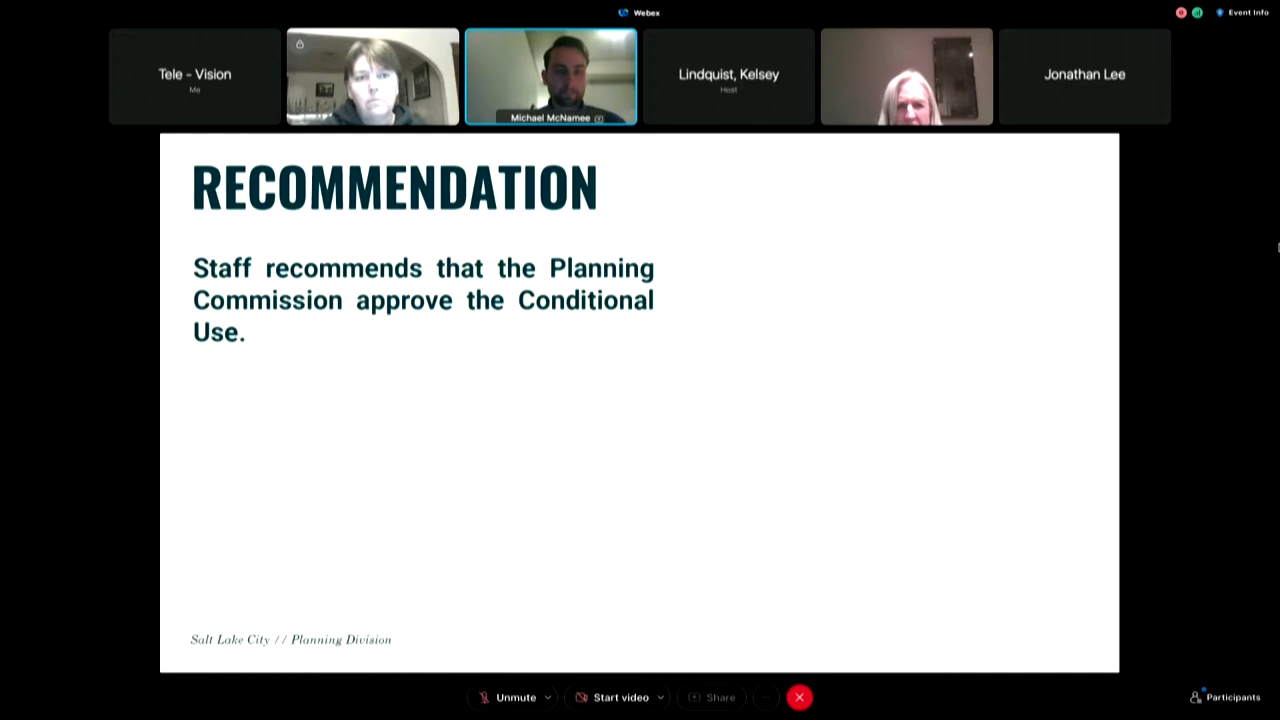 Webex
Event Info
Tele - Vision
Me
Michael McNamee
Lindquist, Kelsey
Host
Jonathan Lee
RECOMMENDATION
Staff recommends that the Planning
Commission approve the Conditional
Use.
Salt Lake City // Planning Division
Unmute
Start video
Share
Participants